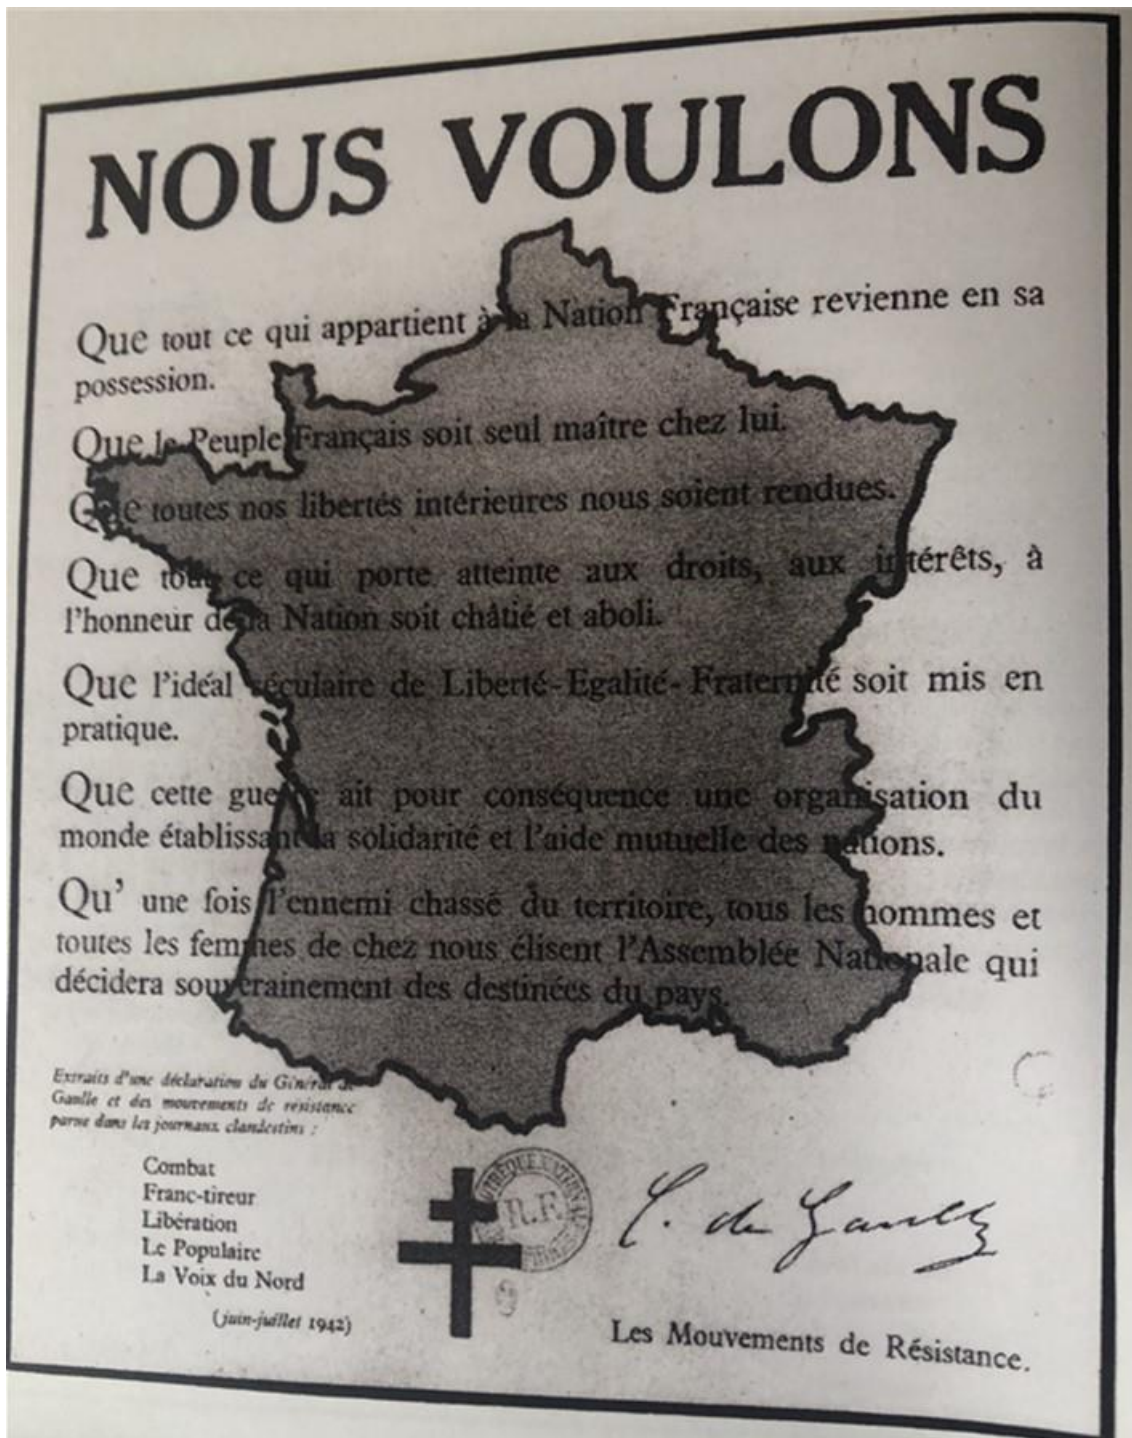 NOUS VOULONS
Que tout ce qui appartient à la Nation Française revienne en sa
possession.
Que le Peuple Français soit seul maître chez lui.
Que toutes nos libertés intérieures nous soient rendues.
Que tout ce qui porte atteinte aux droits, aux intérêts, à
l'honneur de la Nation soit châtié et aboli.
Que l'idéal séculaire de Liberté-Egalité-Fraternité soit mis en
pratique.
Que cette guerre ait pour conséquence une organisation du
monde établissant la solidarité et l'aide mutuelle des nations.
Qu' une fois l'ennemi chassé du territoire, tous les hommes et
toutes les femmes de chez nous élisent l'Assemblée Nationale qui
décidera souverainement des destinées du pays.
Extraits d'une déclaration du Général de
Gaulle et des mouvements de résistance
parue dans les journaux clandestins :
Combat
Franc-tireur
Libération
Le Populaire
La Voix du Nord
(juin-juillet 1942)
R.F.
C. de Gaulle
Les Mouvements de Résistance.